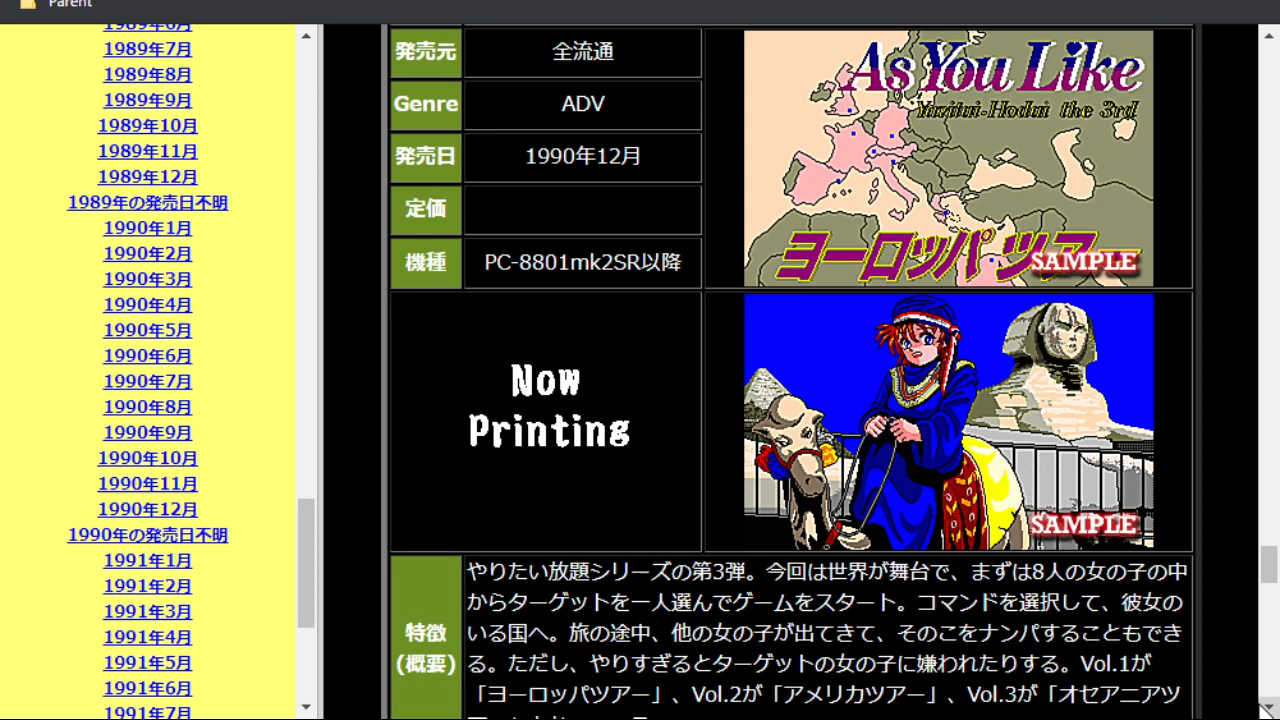 Parent
1989年6月
1989年7月
1989年8月
1989年9月
1989年10月
1989年11月
1989年12月
1989年の発売日不明
1990年1月
1990年2月
1990年3月
1990年4月
1990年5月
1990年6月
1990年7月
1990年8月
1990年9月
1990年10月
1990年11月
1990年12月
1990年の発売日不明
1991年1月
1991年2月
1991年3月
1991年4月
1991年5月
1991年6月
1991年7月
発売元 全流通
Genre ADV
発売日 1990年12月
定価
機種 PC-8801mk2SR以降
As You Like
Yaritai-Hodai the 3rd
ヨーロッパツアー
SAMPLE
Now
Printing
SAMPLE
特徴
(概要)
やりたい放題シリーズの第3弾。今回は世界が舞台で、まずは8人の女の子の中
からターゲットを一人選んでゲームをスタート。コマンドを選択して、彼女の
いる国へ。旅の途中、他の女の子が出てきて、そのこをナンパすることもでき
る。ただし、やりすぎるとターゲットの女の子に嫌われたりする。Vol.1が
「ヨーロッパツアー」、Vol.2が「アメリカツアー」、Vol.3が「オセアニアツ